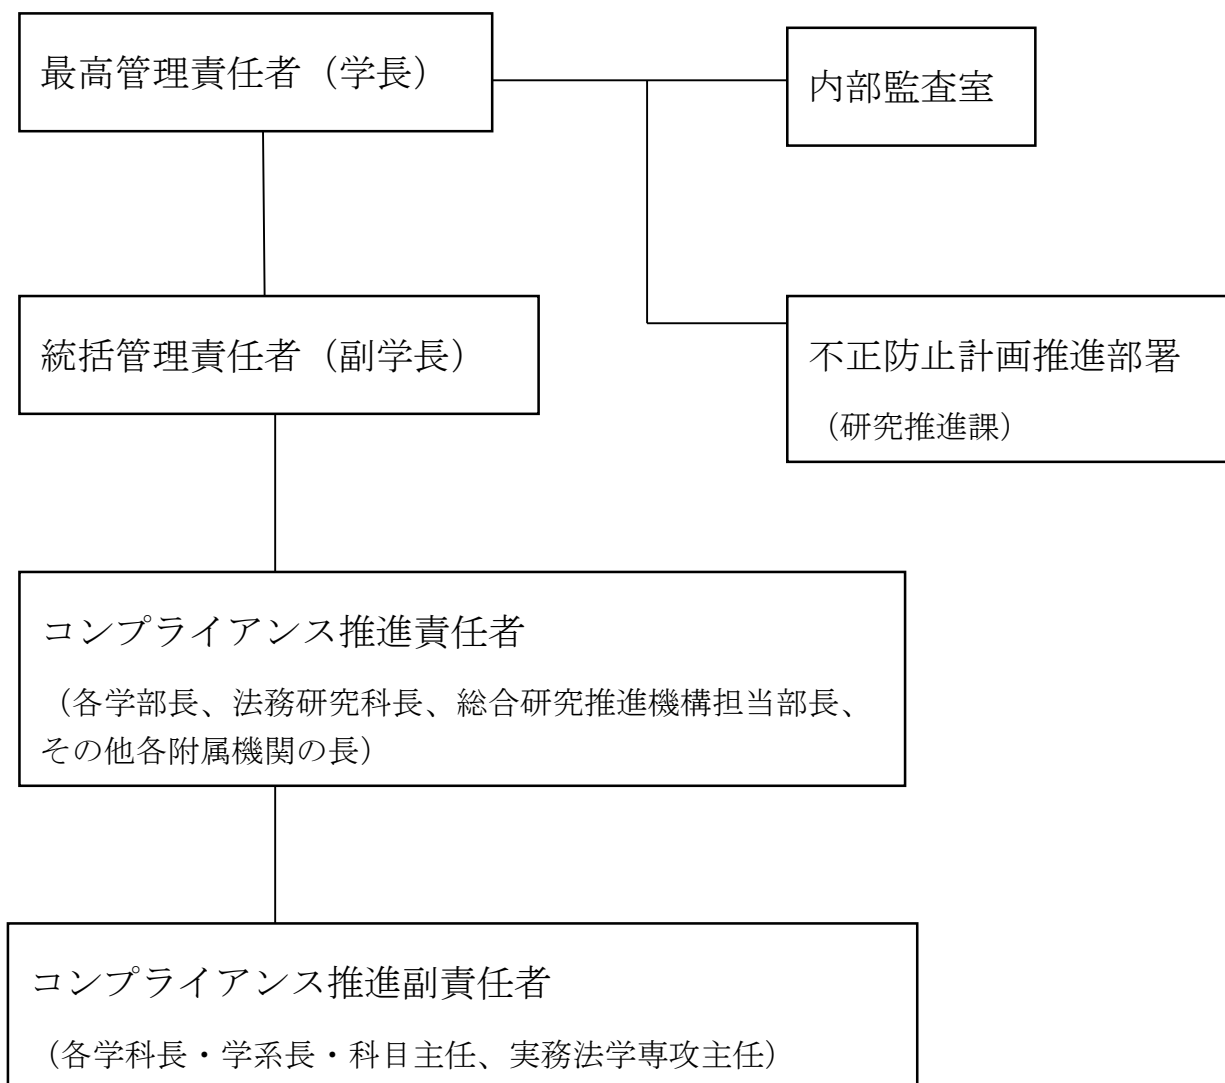 最高管理責任者（学長）
内部監査室
統括管理責任者（副学長）
不正防止計画推進部署
（研究推進課）
コンプライアンス推進責任者
（各学部長、法務研究科長、総合研究推進機構担当部長、
その他各附属機関の長）
コンプライアンス推進副責任者
（各学科長・学系長・科目主任、実務法学専攻主任）